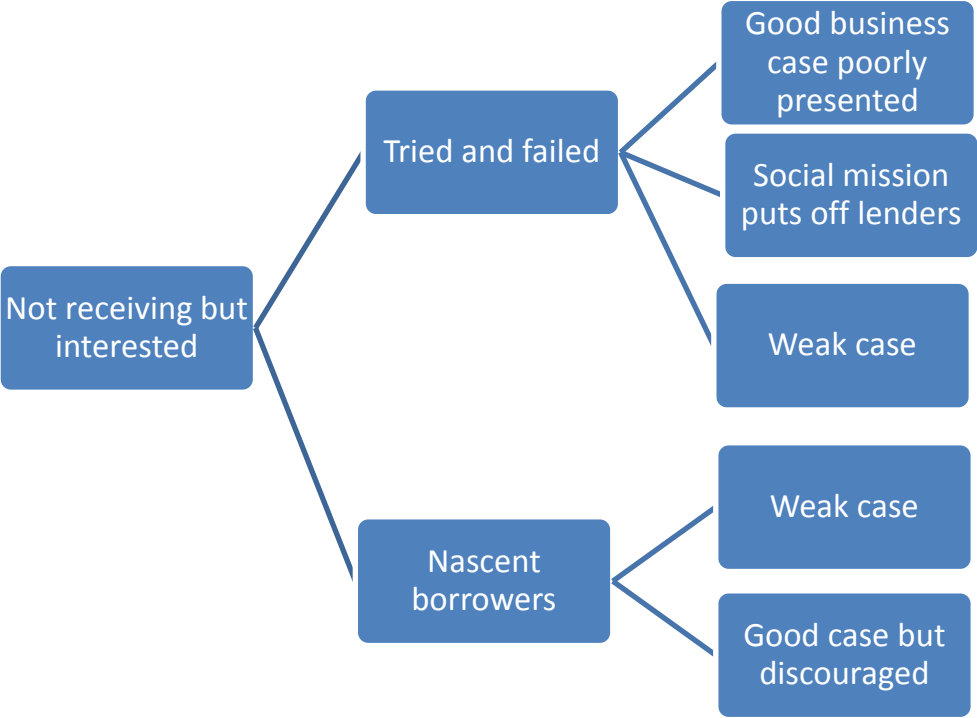 Not receiving but
interested
Tried and failed
Good business
case poorly
presented
Social mission
puts off lenders
Weak case
Nascent
borrowers
Weak case
Good case but
discouraged